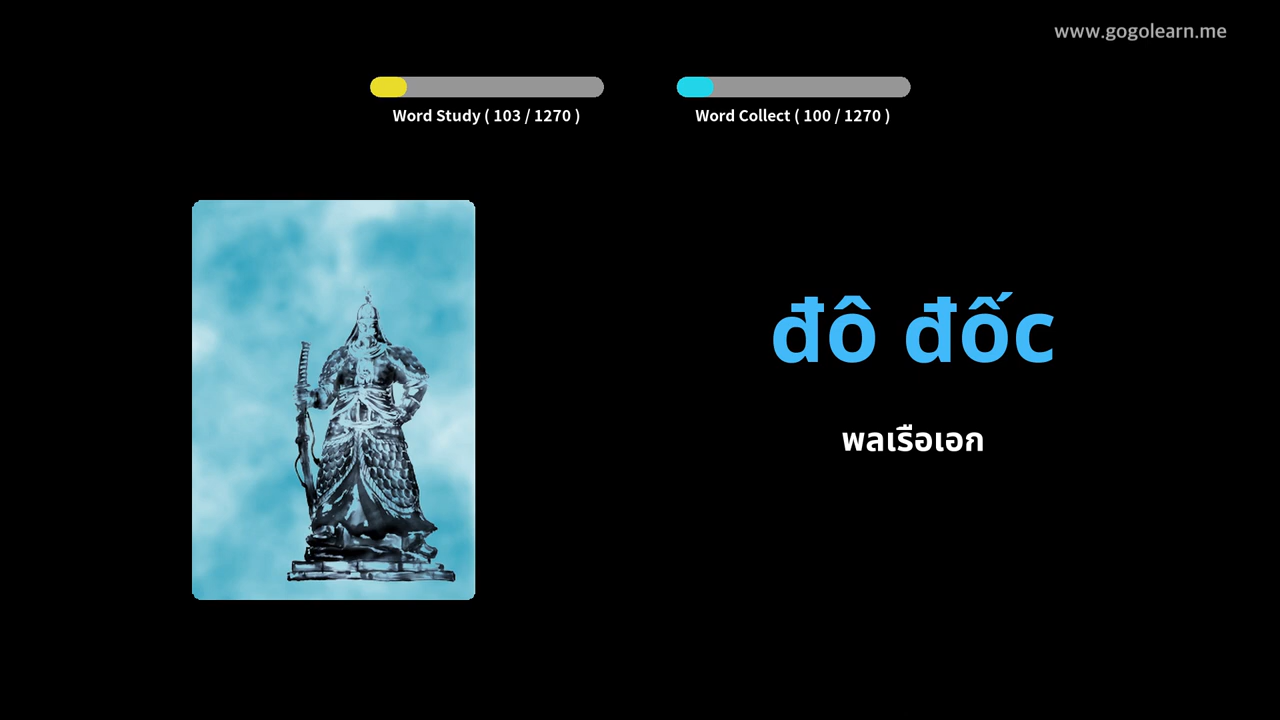 www.gogolearn.me
Word Study ( 103 / 1270 )
Word Collect ( 100 / 1270 )
đô đốc
พลเรือเอก